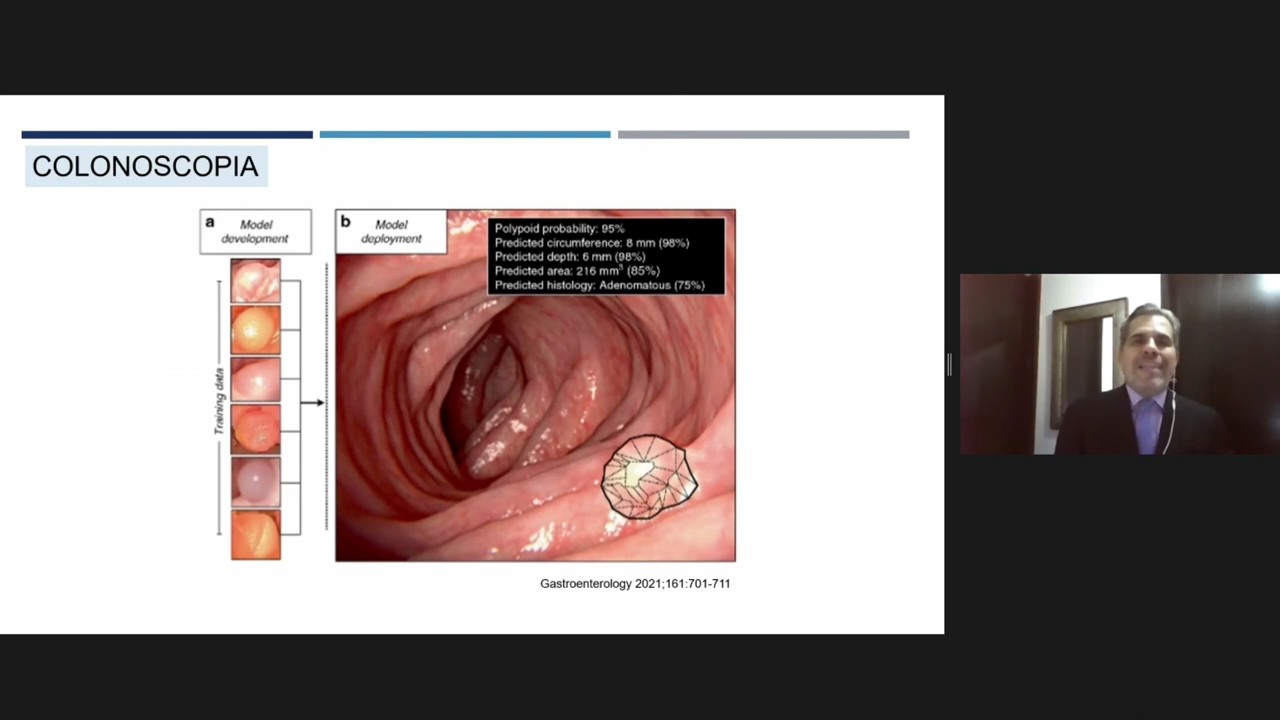 COLONOSCOPIA
a
Model
development
Training data
b
Model
deployment
Polypoid probability: 95%
Predicted circumference: 8 mm (98%)
Predicted depth: 6 mm (98%)
Predicted area: 216 mm³ (85%)
Predicted histology: Adenomatous (75%)
Gastroenterology 2021;161:701-711